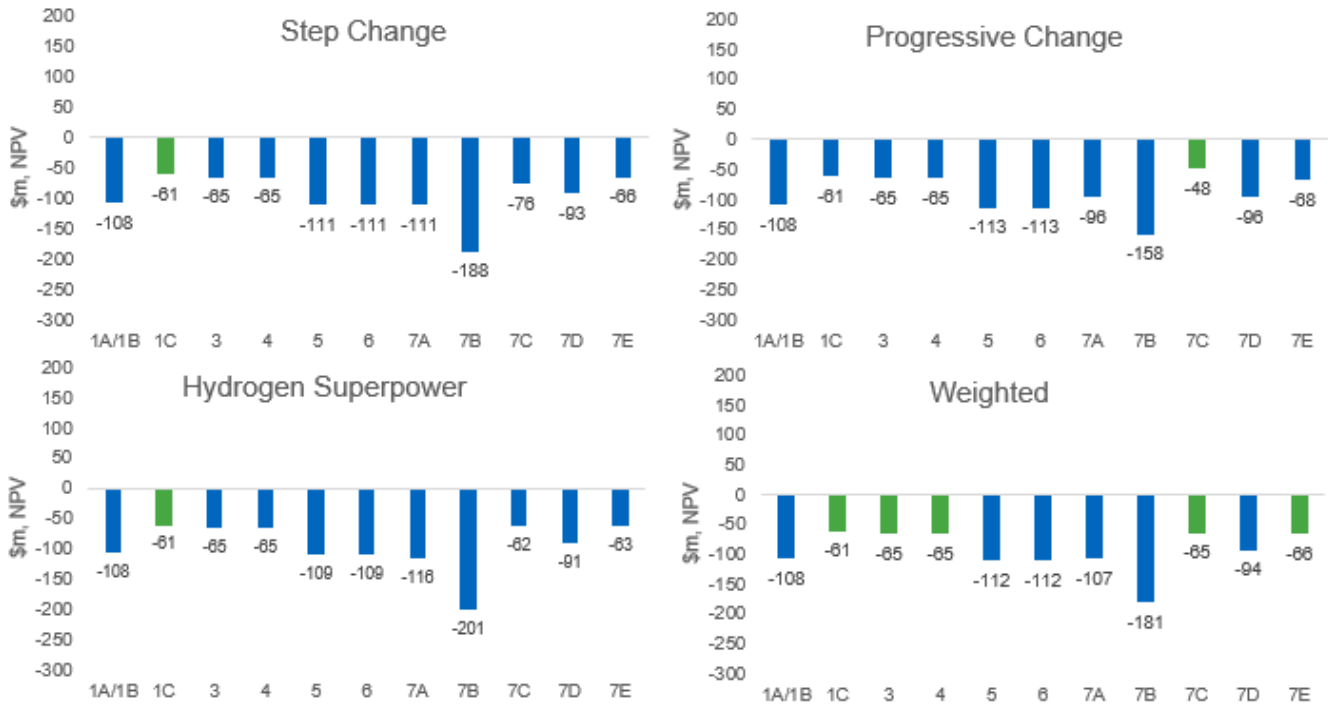 Step Change
$m, NPV
200
150
100
50
0
-50
-100
-150
-200
-250
-300
-108 -61 -65 -65 -111 -111 -111 -188 -76 -93 -66
1A/1B 1C 3 4 5 6 7A 7B 7C 7D 7E
Progressive Change
$m, NPV
200
150
100
50
0
-50
-100
-150
-200
-250
-300
-108 -61 -65 -65 -113 -113 -96 -158 -48 -96 -68
1A/1B 1C 3 4 5 6 7A 7B 7C 7D 7E
Hydrogen Superpower
$m, NPV
200
150
100
50
0
-50
-100
-150
-200
-250
-300
-108 -61 -65 -65 -109 -109 -116 -201 -62 -91 -63
1A/1B 1C 3 4 5 6 7A 7B 7C 7D 7E
Weighted
$m, NPV
200
150
100
50
0
-50
-100
-150
-200
-250
-300
-108 -61 -65 -65 -112 -112 -107 -181 -65 -94 -66
1A/1B 1C 3 4 5 6 7A 7B 7C 7D 7E